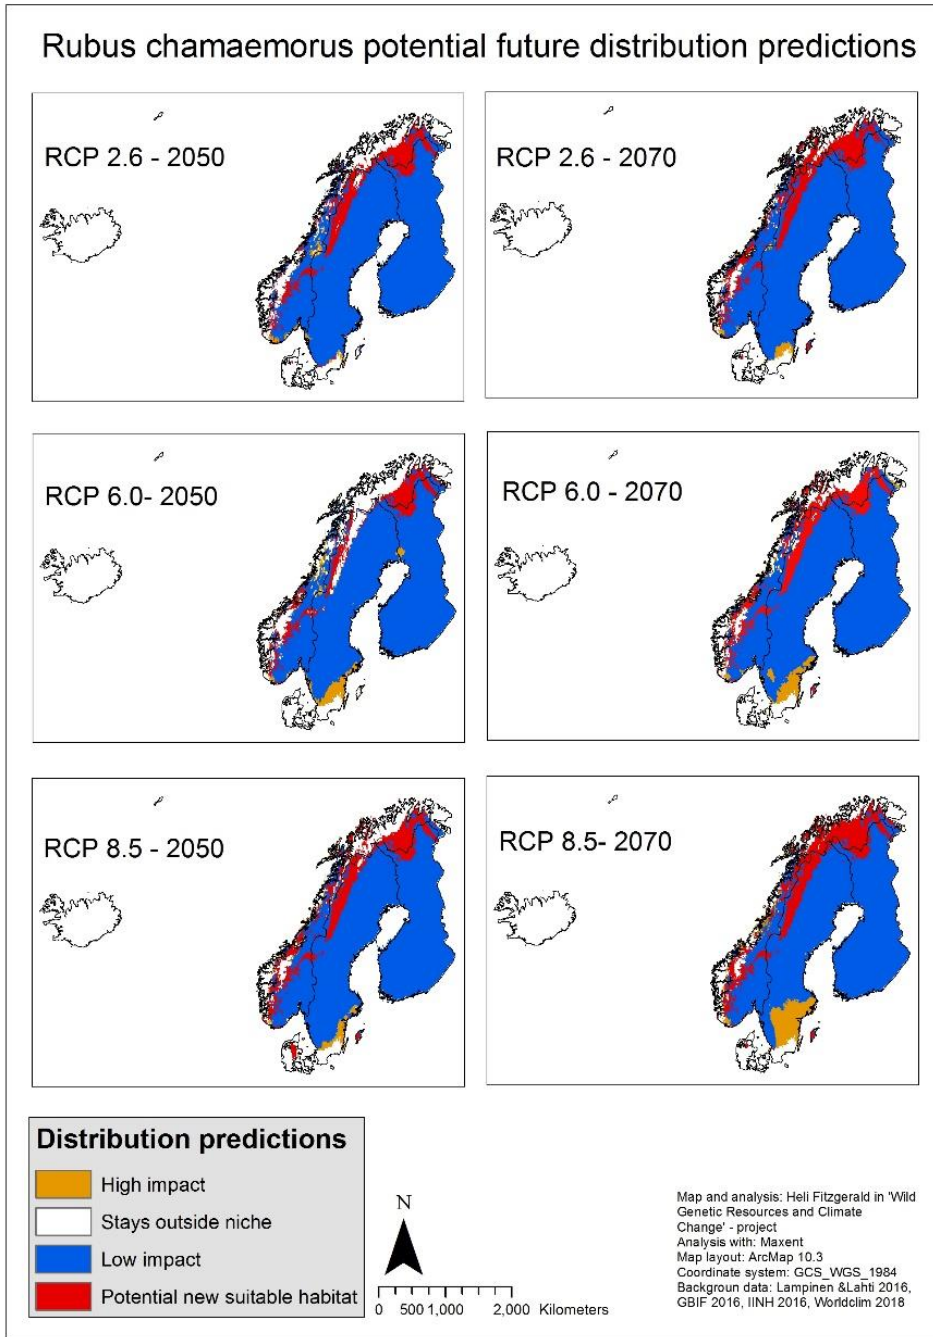 Rubus chamaemorus potential future distribution predictions
RCP 2.6 - 2050
RCP 2.6 - 2070
RCP 6.0- 2050
RCP 6.0 - 2070
RCP 8.5 - 2050
RCP 8.5- 2070
Distribution predictions
High impact
Stays outside niche
Low impact
Potential new suitable habitat
N
0 500 1,000 2,000 Kilometers
Map and analysis: Heli Fitzgerald in 'Wild
Genetic Resources and Climate
Change' - project
Analysis with: Maxent
Map layout: ArcMap 10.3
Coordinate system: GCS_WGS_1984
Backgroun data: Lampinen &Lahti 2016,
GBIF 2016, IINH 2016, Worldclim 2018